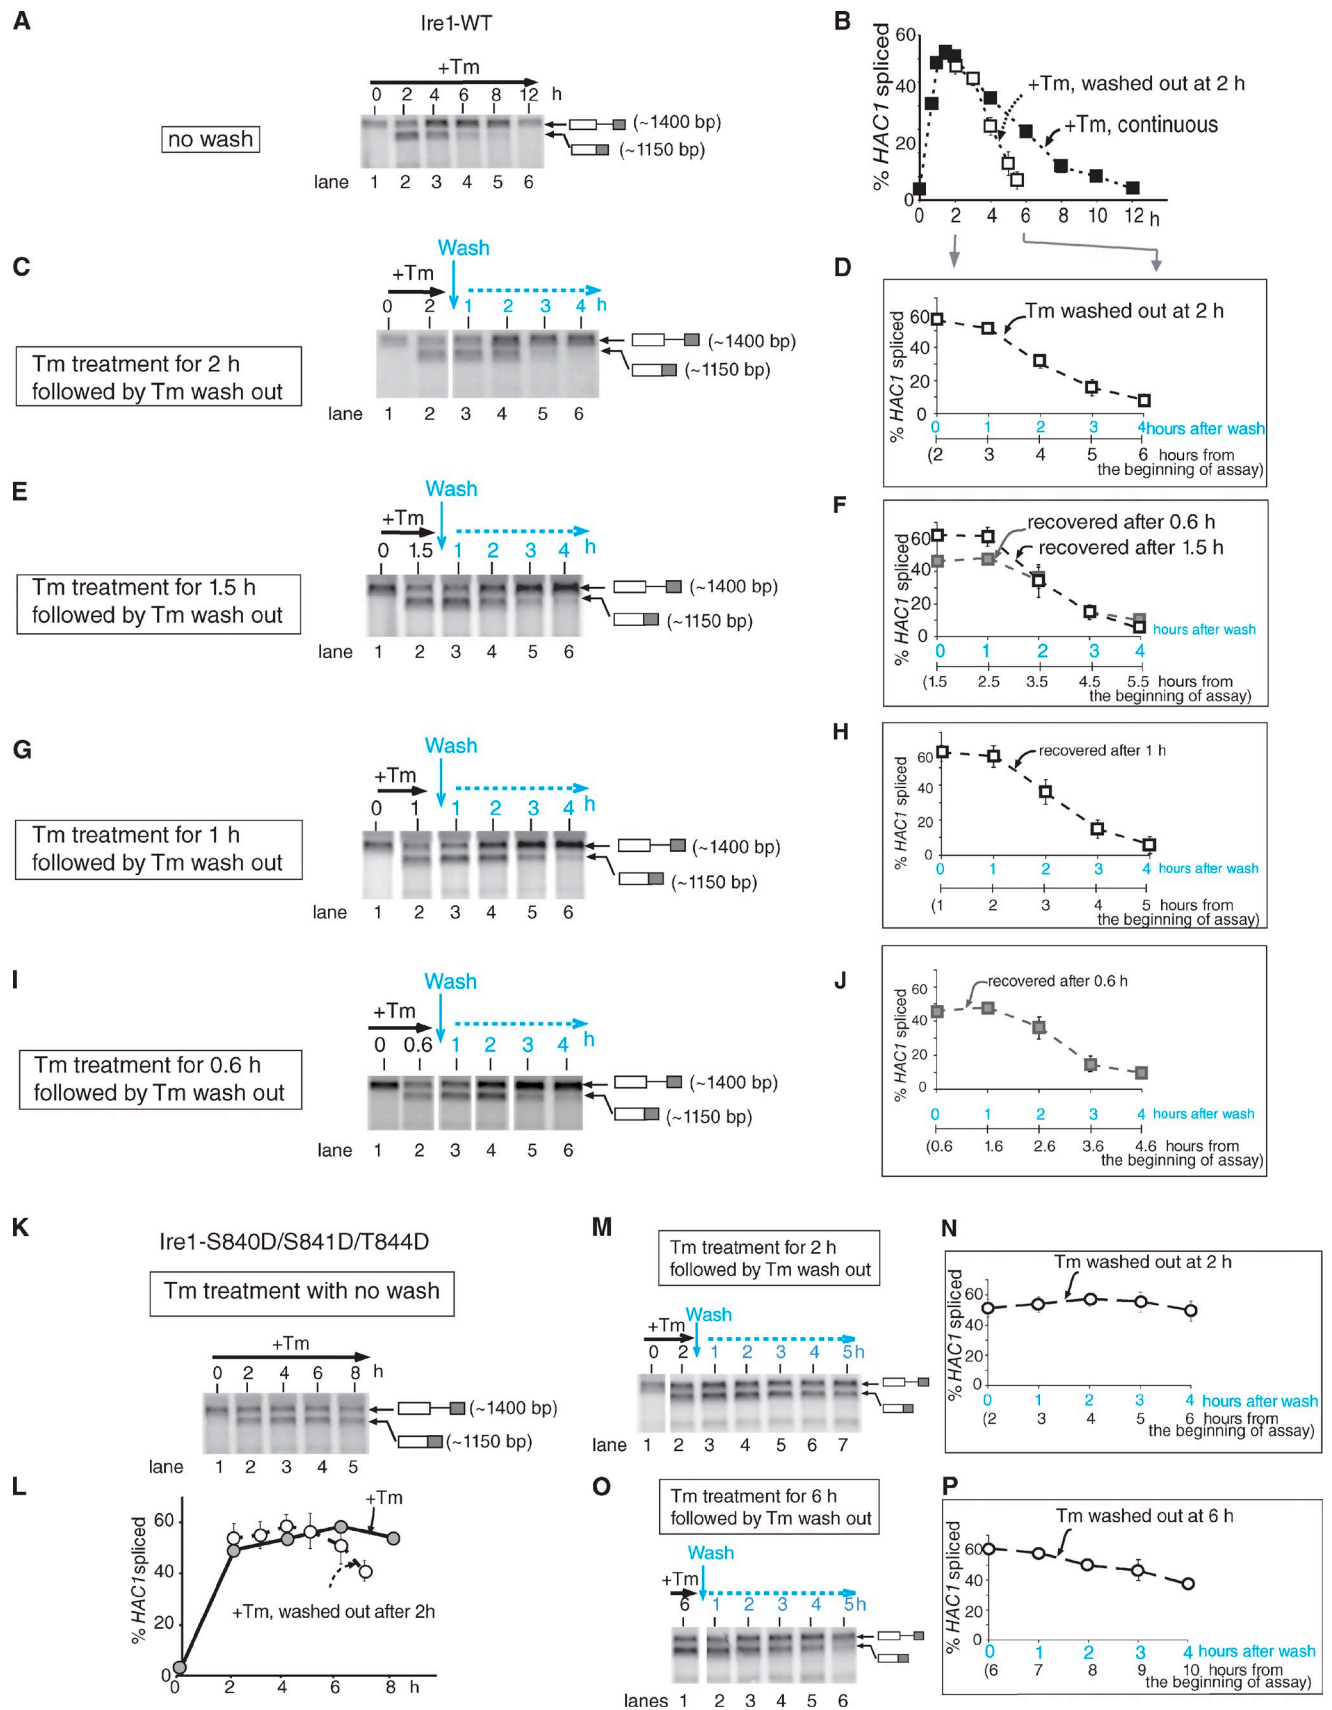 A
Ire1-WT
+Tm
0 2 4 6 8 12 h
no wash
(~1400 bp)
(~1150 bp)
lane 1 2 3 4 5 6
B
% HAC1 spliced
60
40
20
0
+Tm, washed out at 2 h
+Tm, continuous
0 2 4 6 8 10 12 h
C
Wash
+Tm
0 2 1 2 3 4 h
Tm treatment for 2 h
followed by Tm wash out
(~1400 bp)
(~1150 bp)
lane 1 2 3 4 5 6
D
% HAC1 spliced
60
40
20
0
Tm washed out at 2 h
0 1 2 3 4 hours after wash
(2 3 4 5 6 hours from
the beginning of assay)
E
Wash
+Tm
0 1.5 1 2 3 4 h
Tm treatment for 1.5 h
followed by Tm wash out
(~1400 bp)
(~1150 bp)
lane 1 2 3 4 5 6
F
% HAC1 spliced
60
40
20
0
recovered after 0.6 h
recovered after 1.5 h
hours after wash
0 1 2 3 4
(1.5 2.5 3.5 4.5 5.5 hours from
the beginning of assay)
G
Wash
+Tm
0 1 1 2 3 4 h
Tm treatment for 1 h
followed by Tm wash out
(~1400 bp)
(~1150 bp)
lane 1 2 3 4 5 6
H
% HAC1 spliced
60
40
20
0
recovered after 1 h
0 1 2 3 4 hours after wash
(1 2 3 4 5 hours from
the beginning of assay)
I
Wash
+Tm
0 0.6 1 2 3 4 h
Tm treatment for 0.6 h
followed by Tm wash out
(~1400 bp)
(~1150 bp)
lane 1 2 3 4 5 6
J
% HAC1 spliced
60
40
20
0
recovered after 0.6 h
0 1 2 3 4 hours after wash
(0.6 1.6 2.6 3.6 4.6 hours from
the beginning of assay)
K
Ire1-S840D/S841D/T844D
Tm treatment with no wash
+Tm
0 2 4 6 8 h
(~1400 bp)
(~1150 bp)
lane 1 2 3 4 5
L
% HAC1 spliced
60
40
20
0
+Tm
+Tm, washed out after 2h
0 2 4 6 8 h
M
Tm treatment for 2 h
followed by Tm wash out
Wash
+Tm
0 2 1 2 3 4 5h
lane 1 2 3 4 5 6 7
N
% HAC1 spliced
60
40
20
0
Tm washed out at 2 h
0 1 2 3 4 hours after wash
(2 3 4 5 6 hours from
the beginning of assay)
O
Tm treatment for 6 h
followed by Tm wash out
Wash
+Tm
6 1 2 3 4 5h
lanes 1 2 3 4 5 6
P
% HAC1 spliced
60
40
20
0
Tm washed out at 6 h
0 1 2 3 4 hours after wash
(6 7 8 9 10 hours from
the beginning of assay)